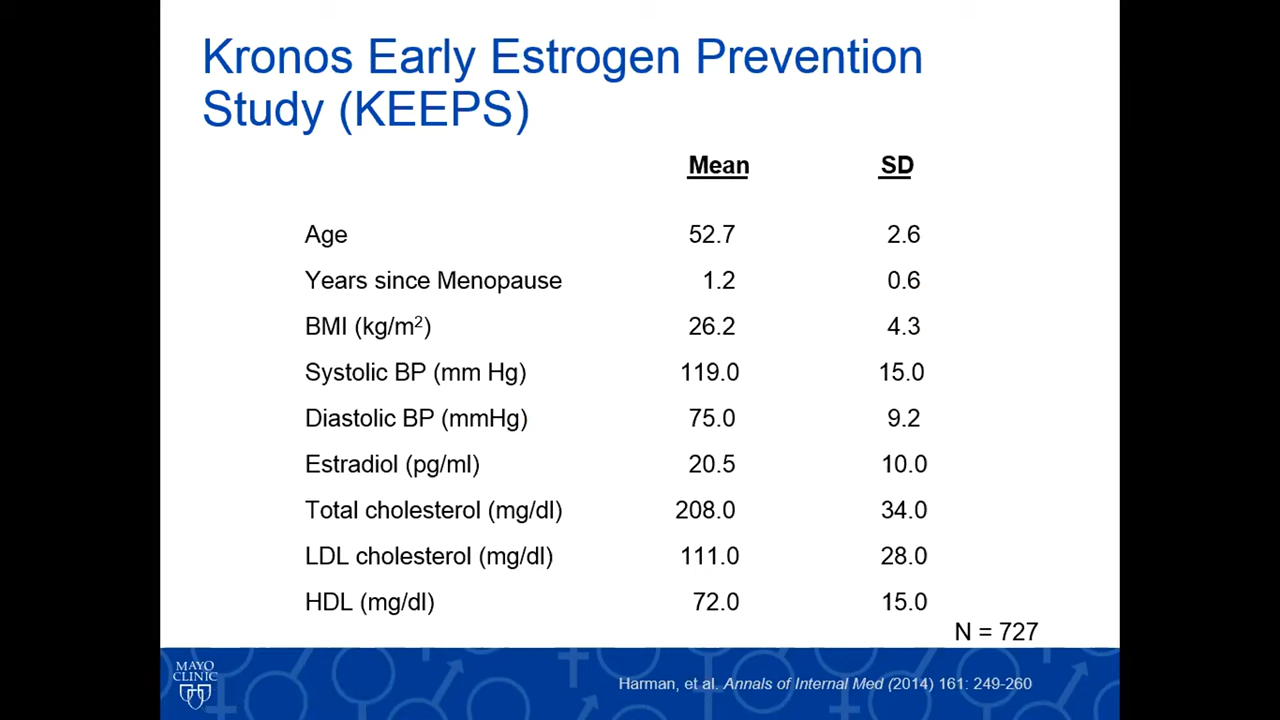 Kronos Early Estrogen Prevention
Study (KEEPS)
Mean SD
Age 52.7 2.6
Years since Menopause 1.2 0.6
BMI (kg/m²) 26.2 4.3
Systolic BP (mm Hg) 119.0 15.0
Diastolic BP (mmHg) 75.0 9.2
Estradiol (pg/ml) 20.5 10.0
Total cholesterol (mg/dl) 208.0 34.0
LDL cholesterol (mg/dl) 111.0 28.0
HDL (mg/dl) 72.0 15.0
N = 727
MAYO
CLINIC
Harman, et al. Annals of Internal Med (2014) 161: 249-260